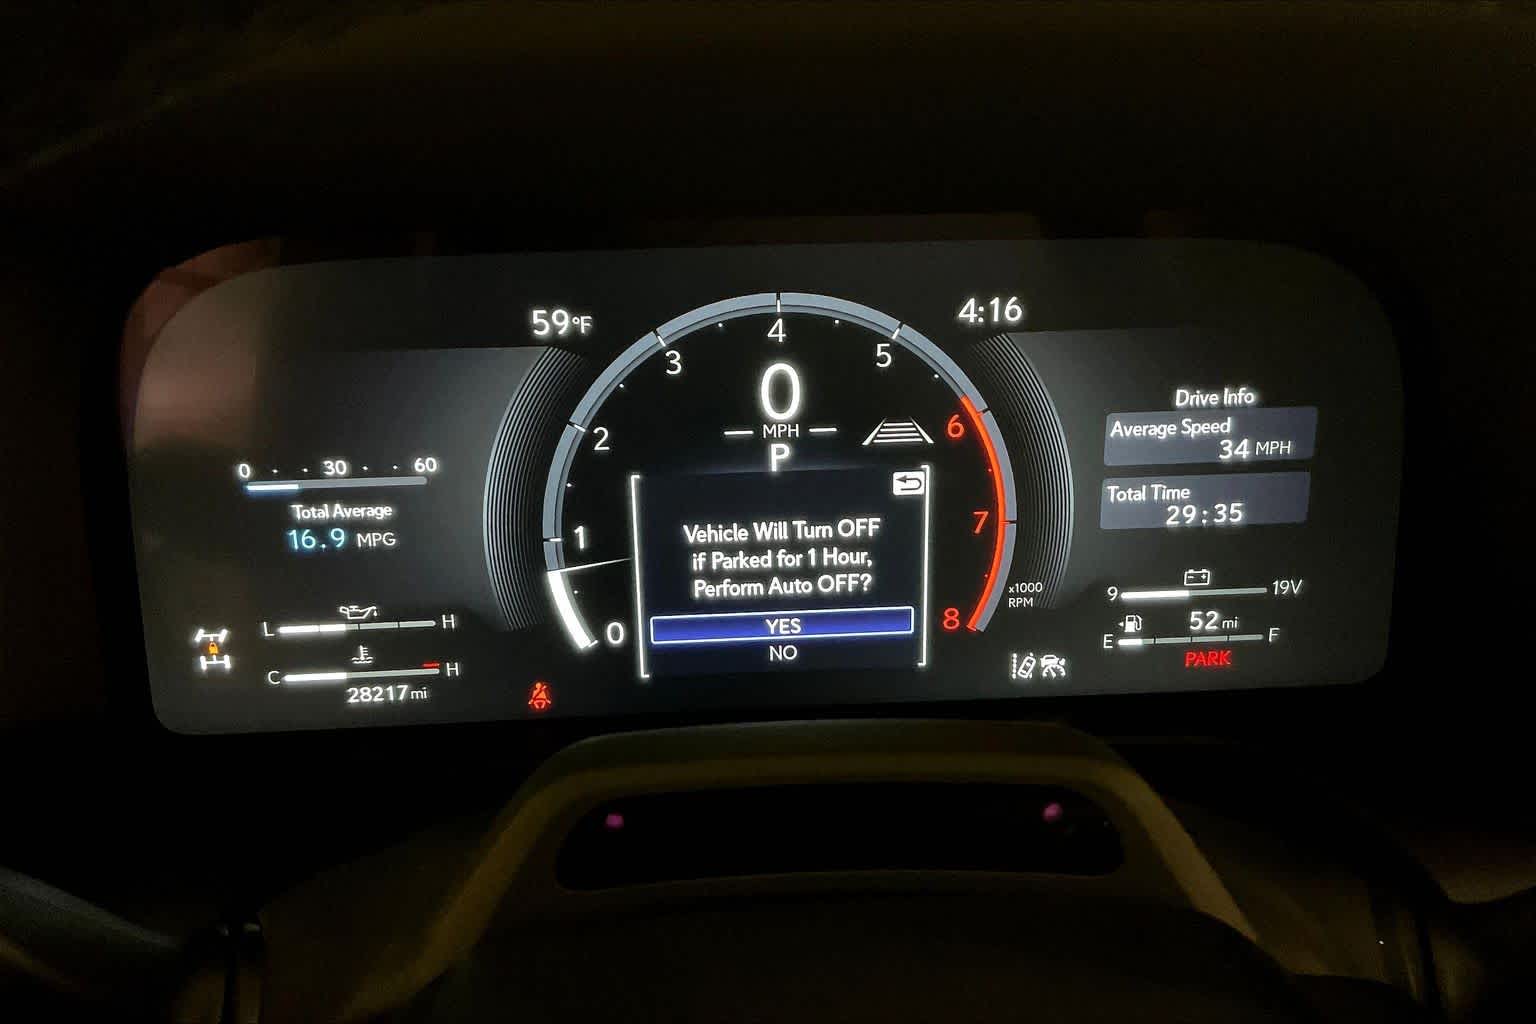 59°F
4:16
0 30 60
Total Average
16.9 MPG
L H
C H
28217 mi
0
1
2
3
4
5
6
7
8
x1000
RPM
0
MPH
P
Vehicle Will Turn OFF
if Parked for 1 Hour,
Perform Auto OFF?
YES
NO
Drive Info
Average Speed
34 MPH
Total Time
29:35
9 19V
52 mi
E F
PARK